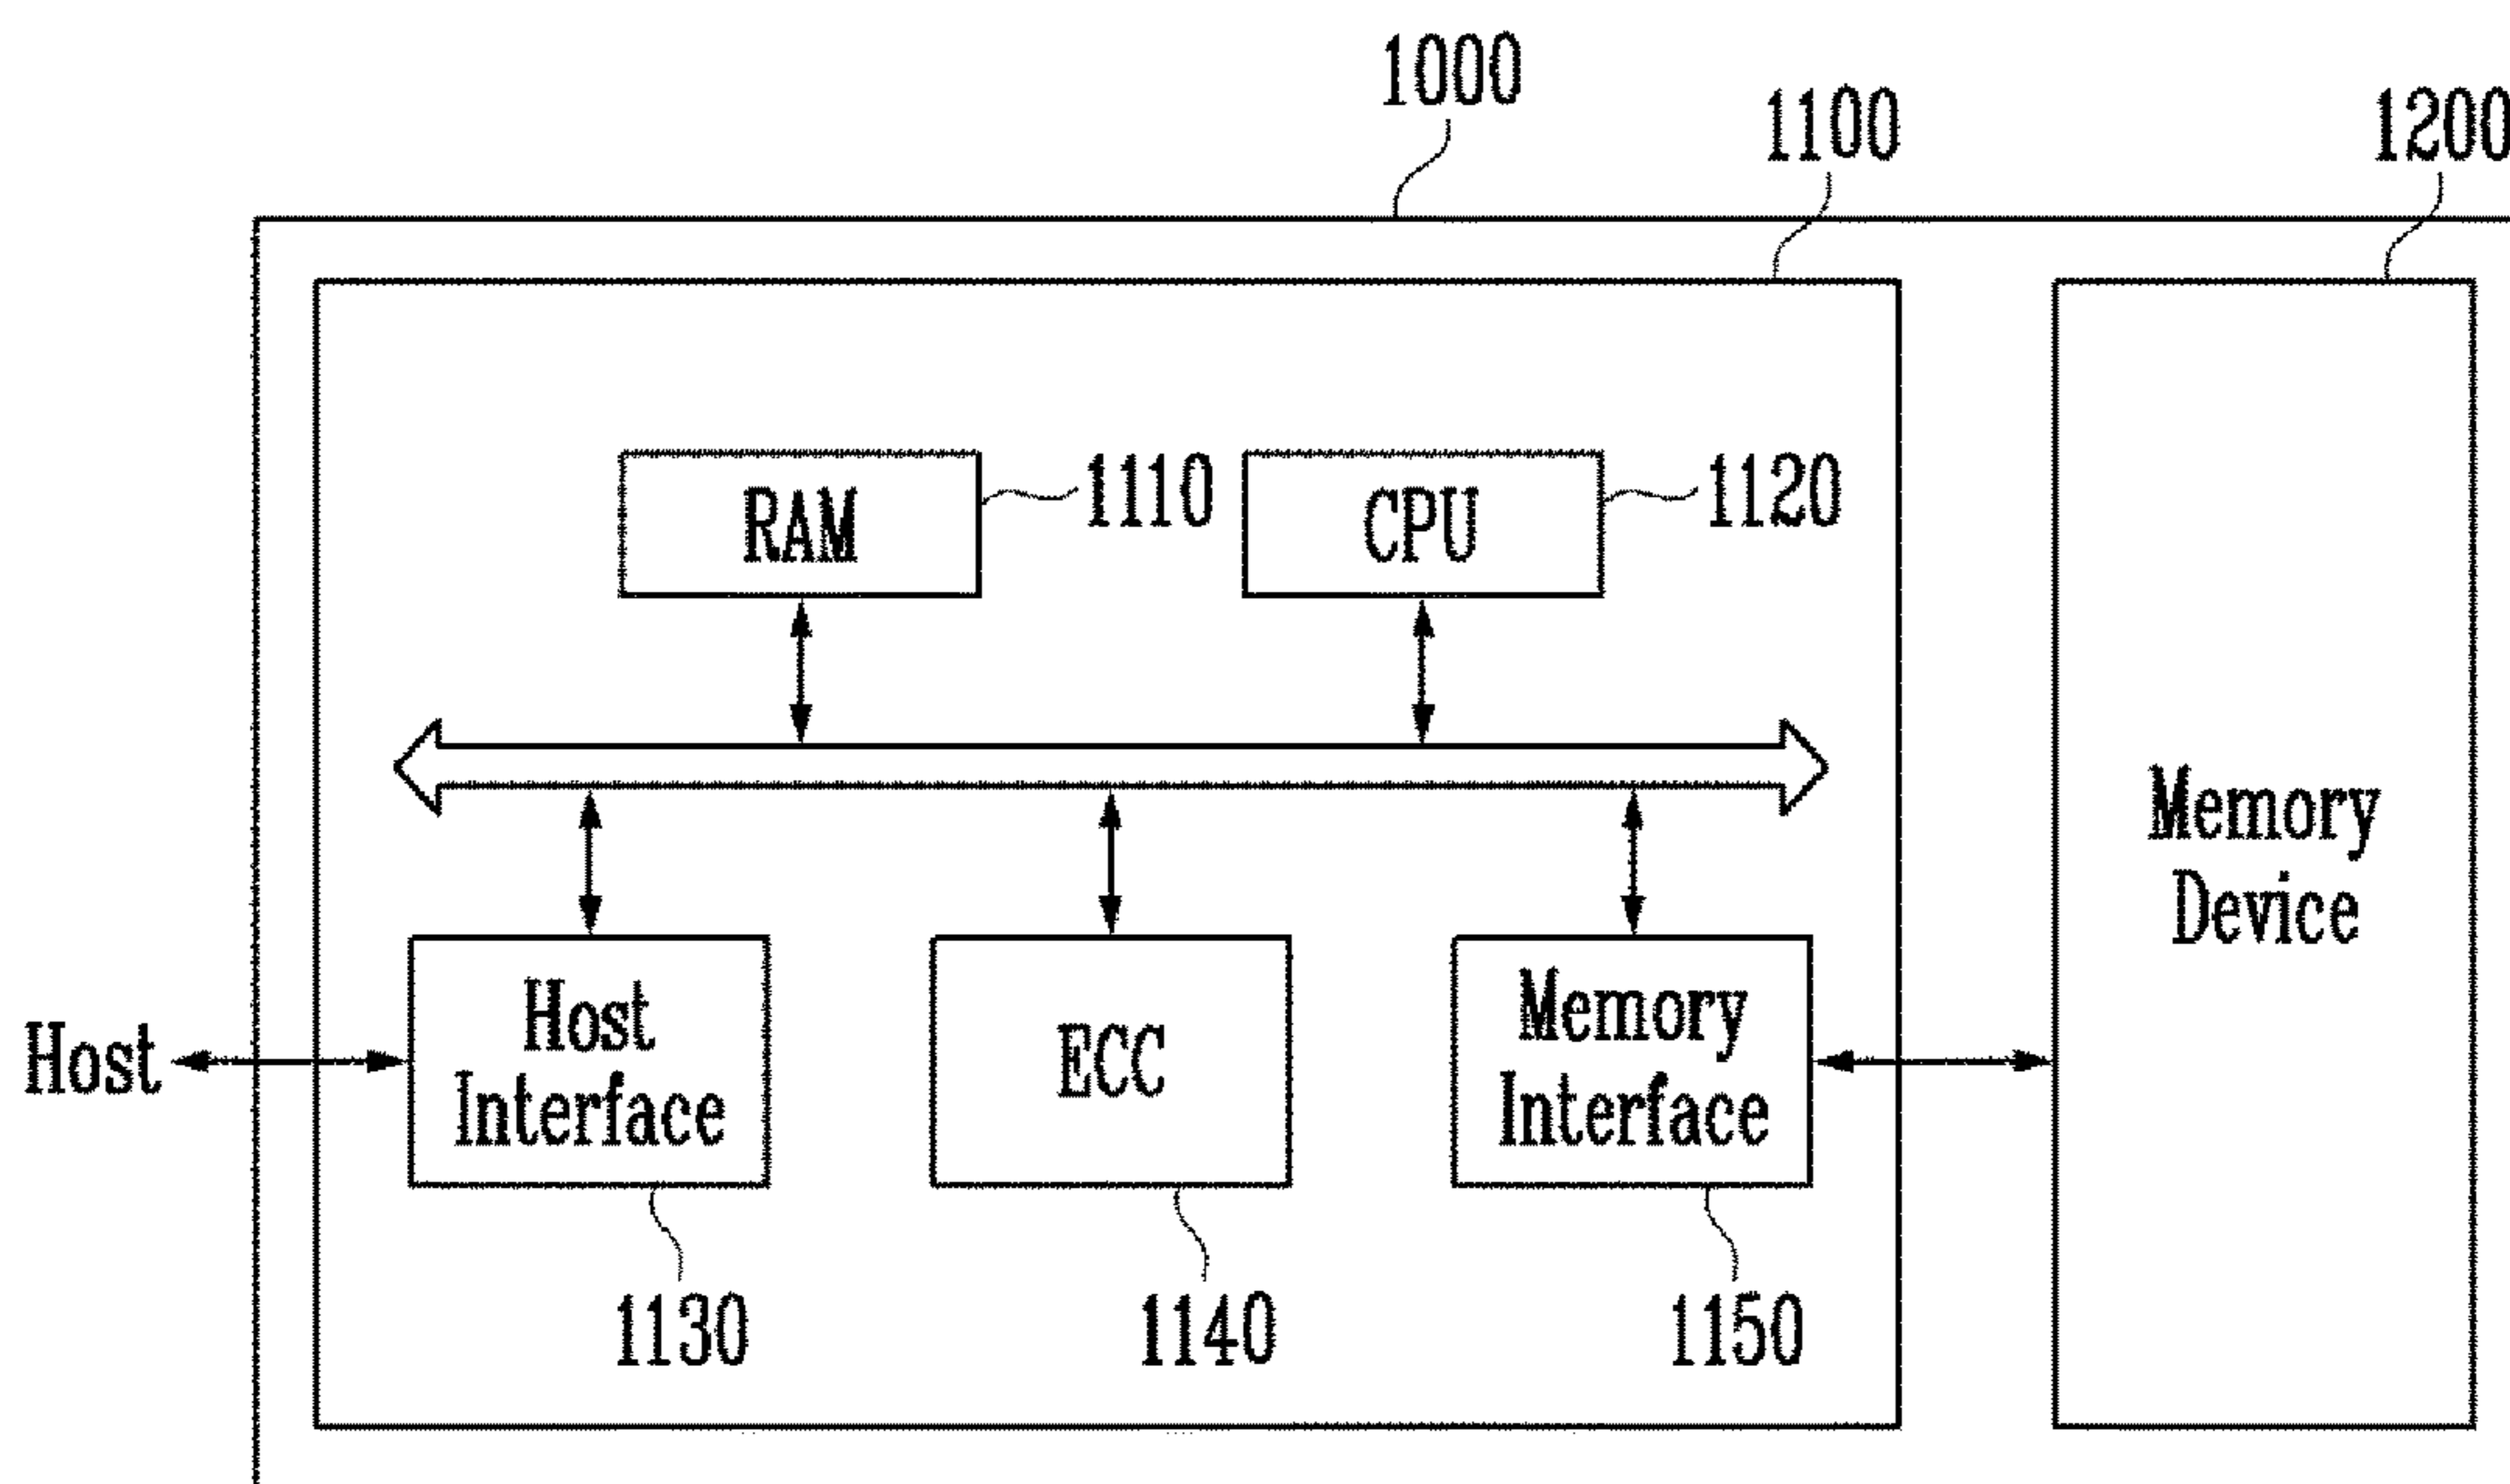 1000
1100
1200
RAM
1110
CPU
1120
Memory
Device
Host
Host
Interface
ECC
Memory
Interface
1130
1140
1150